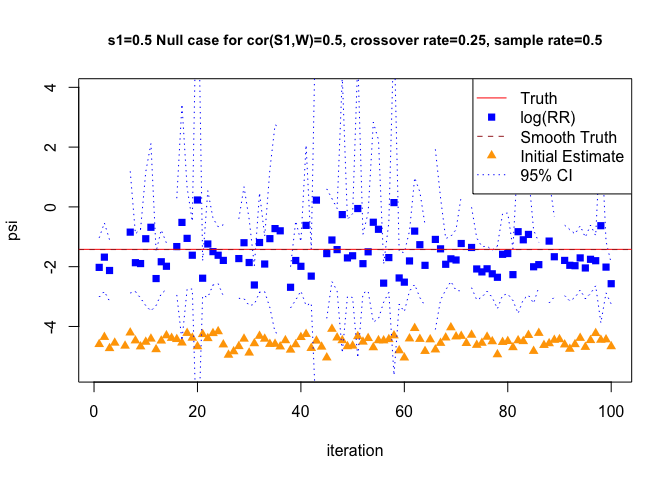 s1=0.5 Null case for cor(S1,W)=0.5, crossover rate=0.25, sample rate=0.5
Truth
log(RR)
Smooth Truth
Initial Estimate
95% CI
psi
4
2
0
-2
-4
0
20
40
60
80
100
iteration